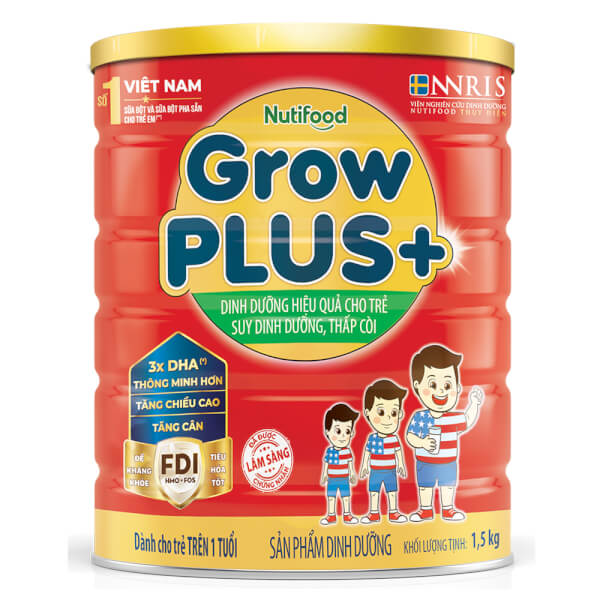 Số 1 VIỆT NAM
SỮA BỘT VÀ SỮA BỘT PHA SẴN
CHO TRẺ EM(**)
NNRIS
VIỆN NGHIÊN CỨU DINH DƯỠNG
NUTIFOOD THỤY ĐIỂN
Nutifood
Grow
PLUS+
DINH DƯỠNG HIỆU QUẢ CHO TRẺ
SUY DINH DƯỠNG, THẤP CÒI
3x DHA(*)
THÔNG MINH HƠN
TĂNG CHIỀU CAO
TĂNG CÂN
ĐỀ
KHÁNG
KHỎE
FDI
HMO + FOS
TIÊU
HÓA
TỐT
ĐÃ ĐƯỢC
LÂM SÀNG
CHỨNG NHẬN
Dành cho trẻ TRÊN 1 TUỔI
SẢN PHẨM DINH DƯỠNG
KHỐI LƯỢNG TỊNH: 1,5 kg